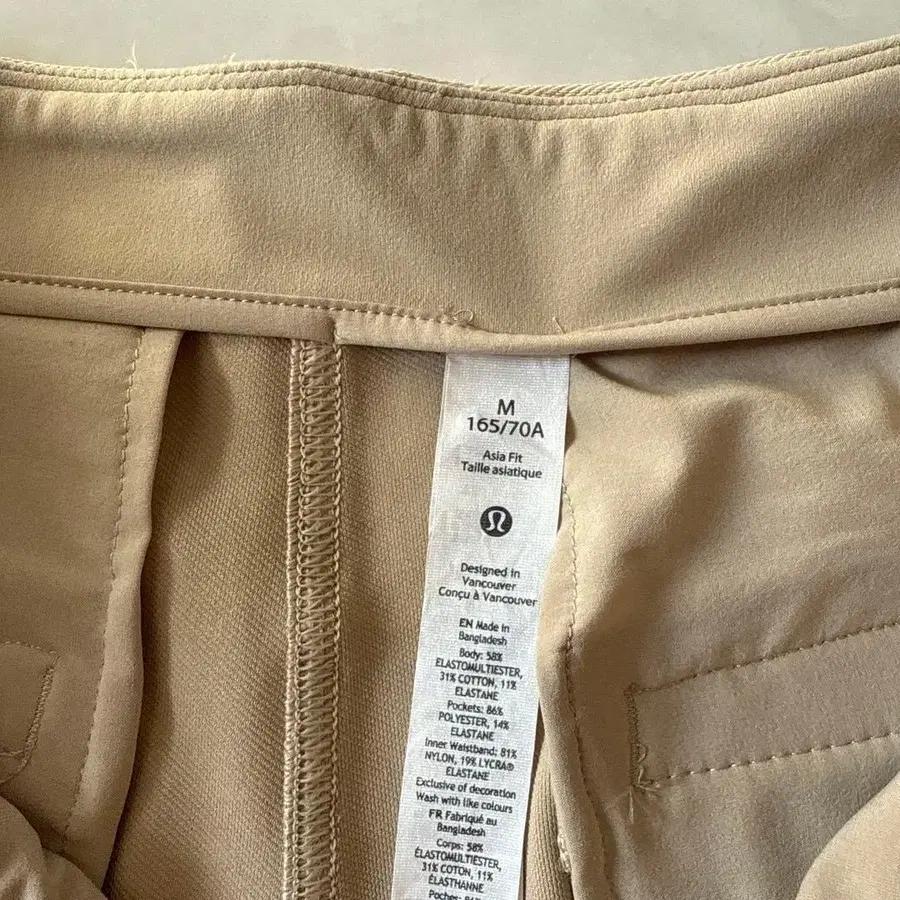 M
165/70A
Asia Fit
Taille asiatique
Designed in
Vancouver
Conçu à Vancouver
EN Made in
Bangladesh
Body: 58%
ELASTOMULTIESTER,
31% COTTON, 11%
ELASTANE
Pockets: 86%
POLYESTER, 14%
ELASTANE
Inner Waistband: 81%
NYLON, 19% LYCRA®
ELASTANE
Exclusive of decoration
Wash with like colours
FR Fabriqué au
Bangladesh
Corps: 58%
ÉLASTOMULTIESTER,
31% COTON, 11%
ÉLASTHANNE
Poches: